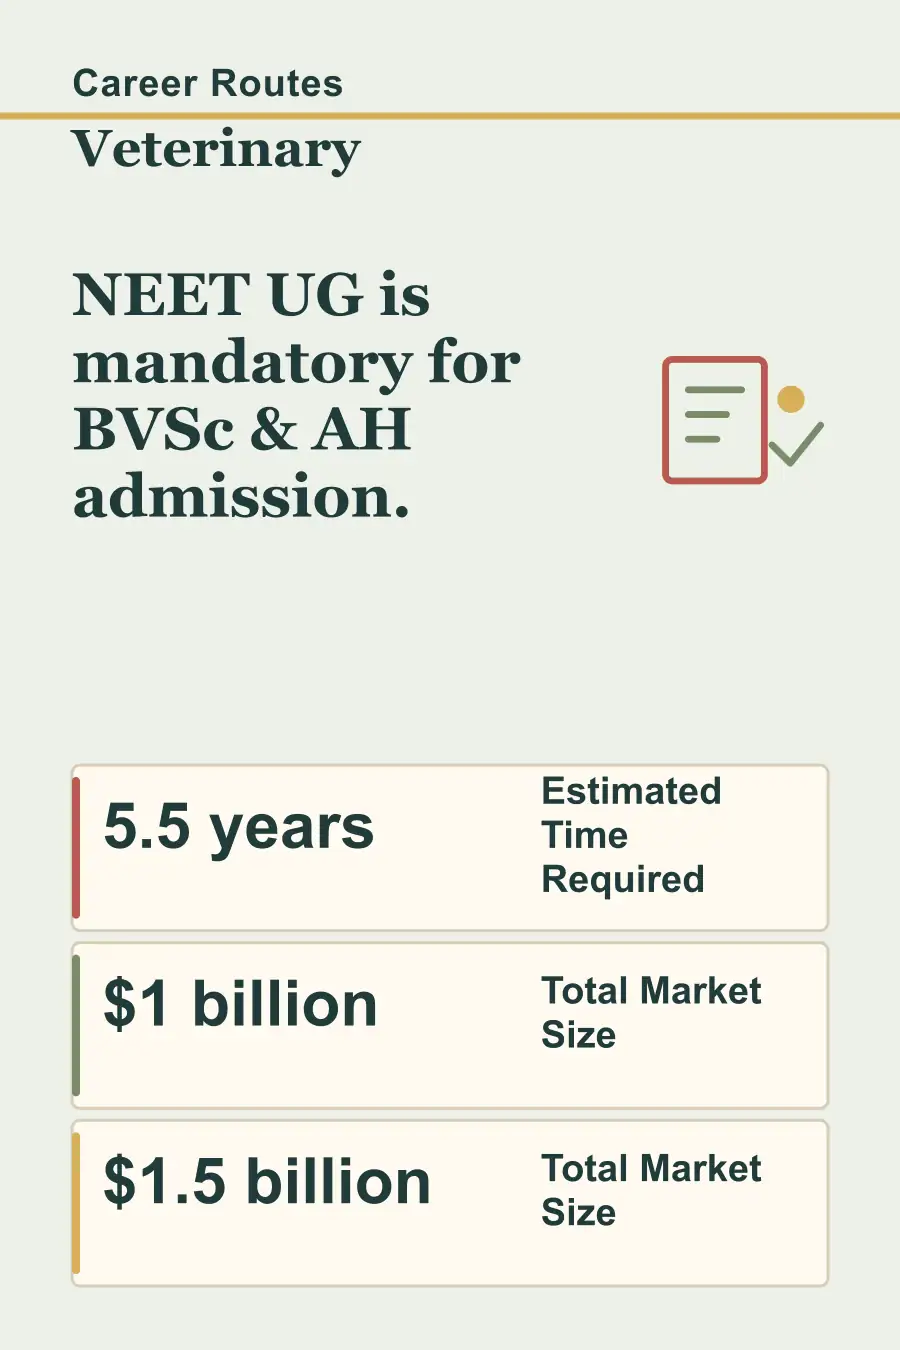 Career Routes
Veterinary
NEET UG is
mandatory for
BVSc & AH
admission.
5.5 years
Estimated
Time
Required
$1 billion
Total Market
Size
$1.5 billion
Total Market
Size